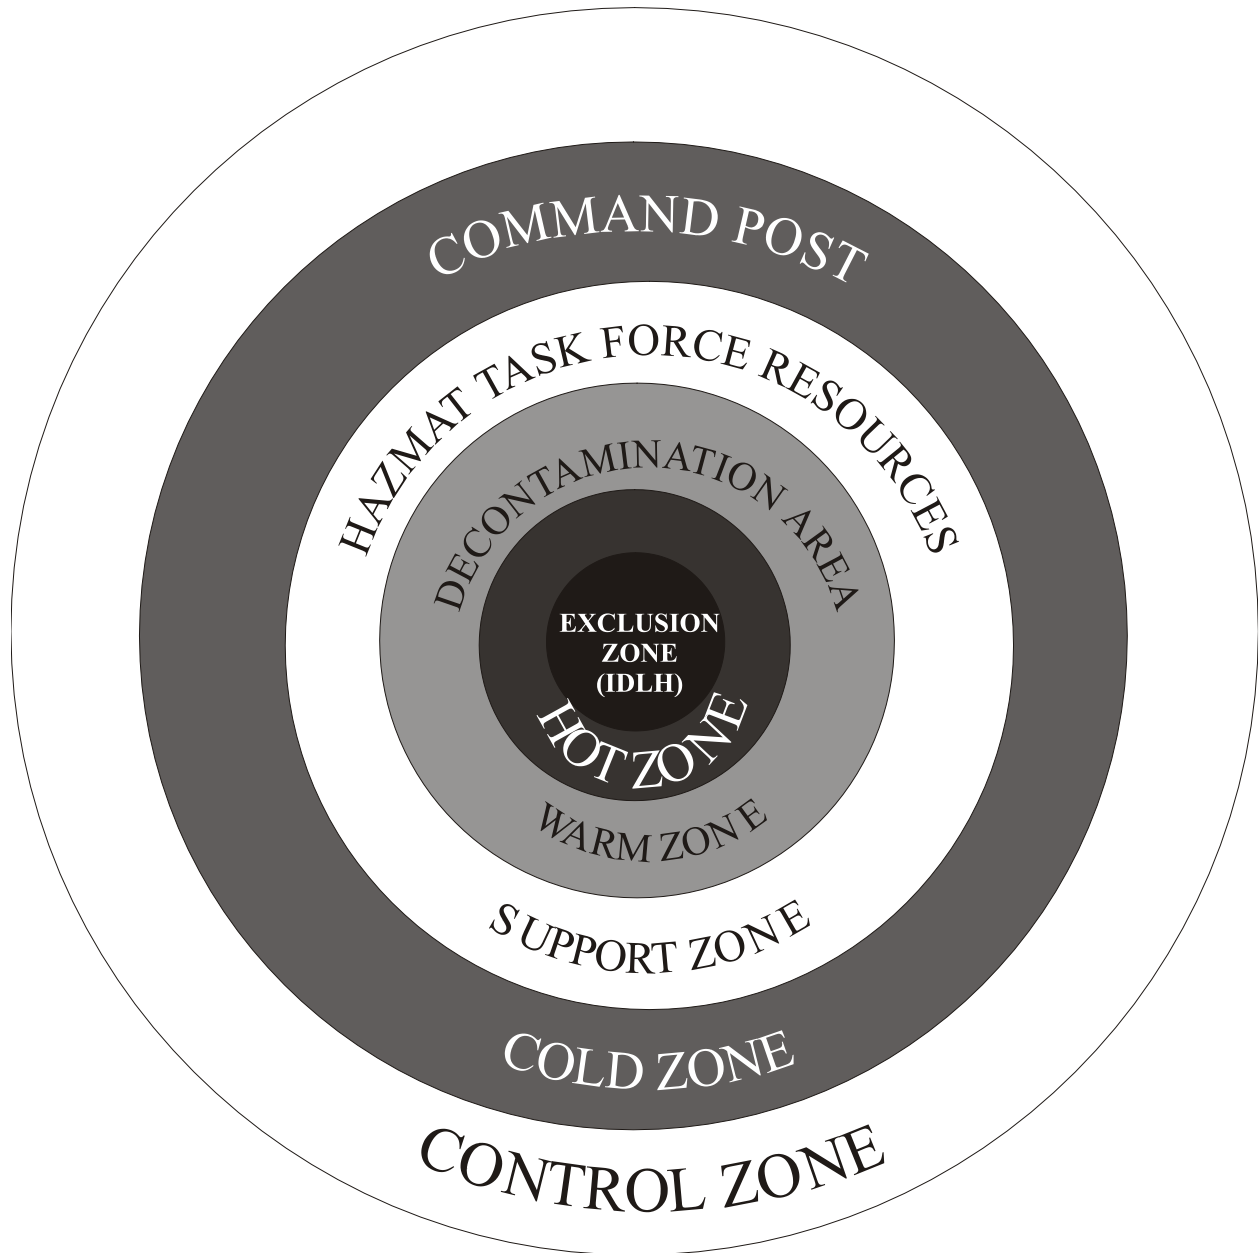 COMMAND POST
HAZMAT TASK FORCE RESOURCES
DECONTAMINATION AREA
EXCLUSION
ZONE
(IDLH)
HOT ZONE
WARM ZONE
SUPPORT ZONE
COLD ZONE
CONTROL ZONE